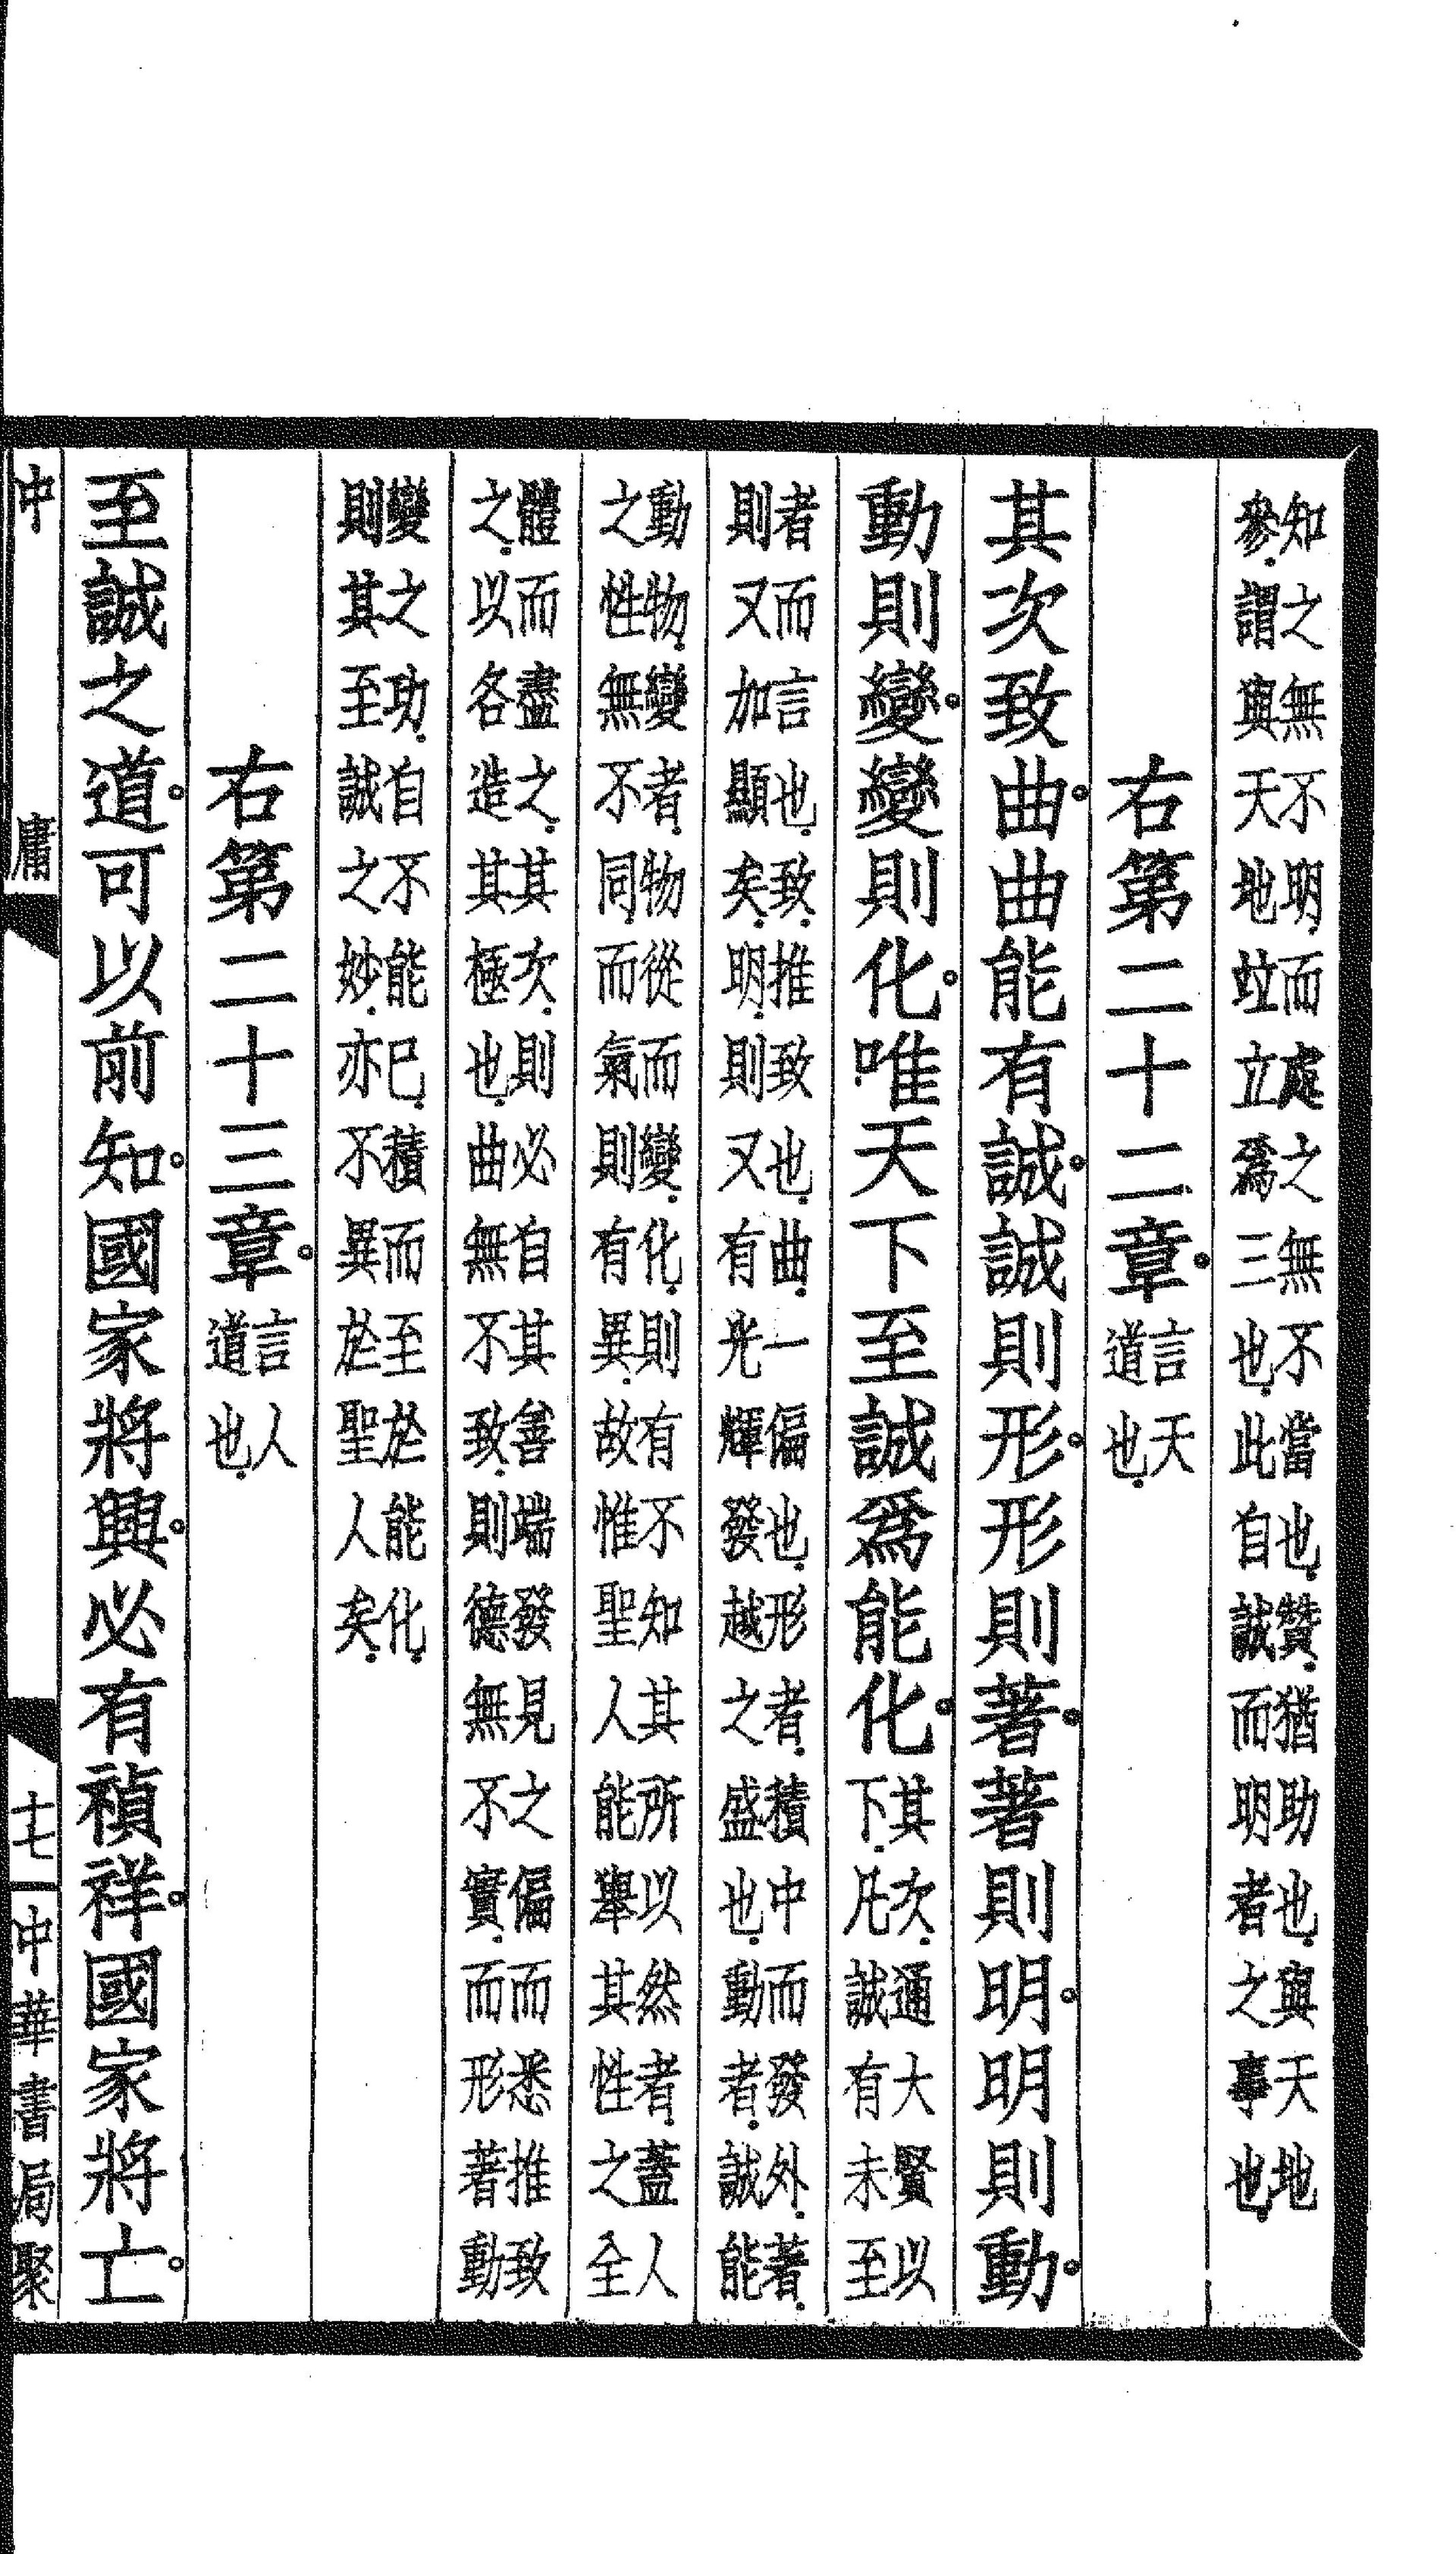 知之無不明．而處之無不當也．贊．猶助也．與天地
參．謂與天地竝立爲三也．此自誠而明者之事也．
右第二十二章。言天
道也．
其次致曲。曲能有誠。誠則形。形則著。著則明。明則動。
動則變。變則化。唯天下至誠爲能化。其次．通大賢以
下．凡誠有未至
者而言也．致．推致也．曲．一偏也．形者．積中而發外．著．
則又加顯矣．明．則又有光輝發越之盛也．動者．誠能
動物．變者．物從而變．化．則有不知其所以然者．蓋人
之性無不同．而氣則有異．故惟聖人能舉其性之全
體而盡之．其次．則必自其善端發見之偏而悉推致
之．以各造其極也．曲無不致．則德無不實．而形著動
變之功．自不能已．積而至於能化．
則其至誠之妙．亦不異於聖人矣．
右第二十三章。言人
道也．
至誠之道。可以前知。國家將興。必有禎祥。國家將亡。
中庸
十七
中華書局聚